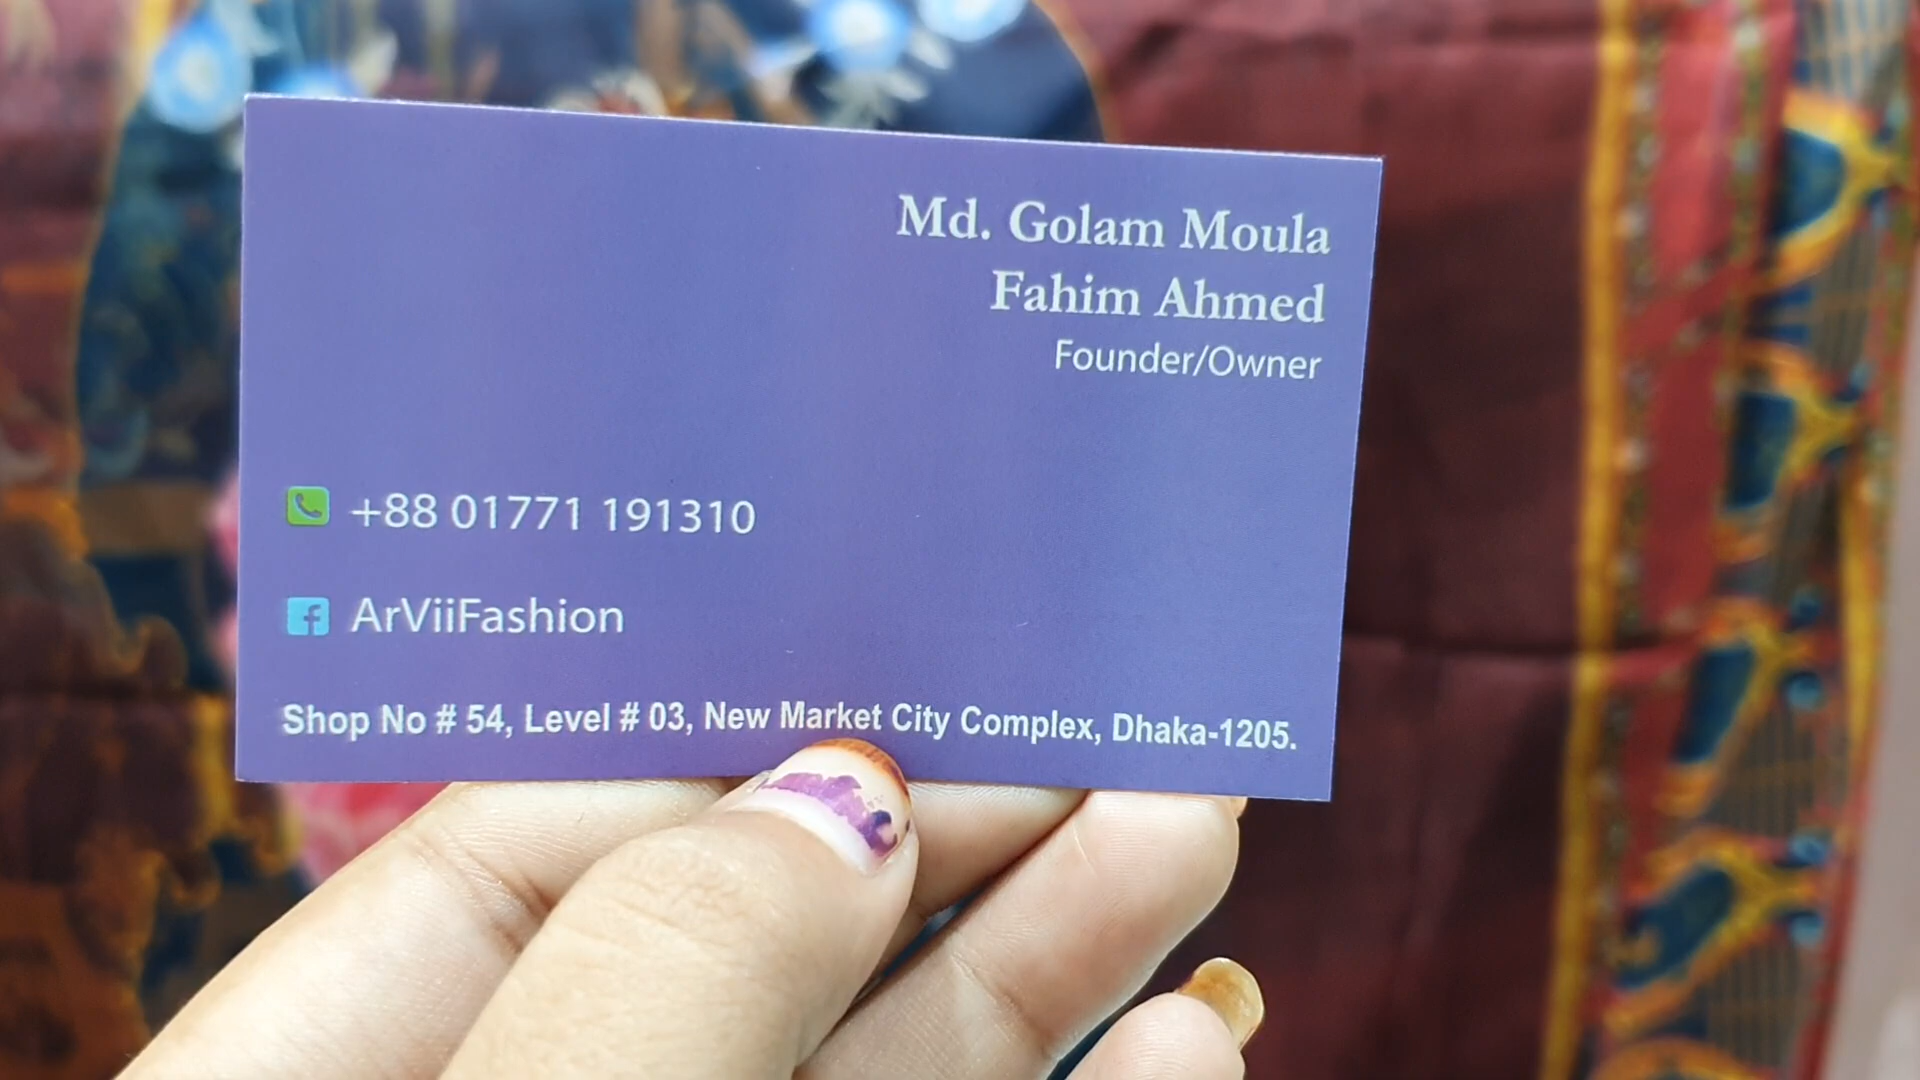 Md. Golam Moula
Fahim Ahmed
Founder/Owner
+88 01771 191310
ArViiFashion
Shop No # 54, Level # 03, New Market City Complex, Dhaka-1205.